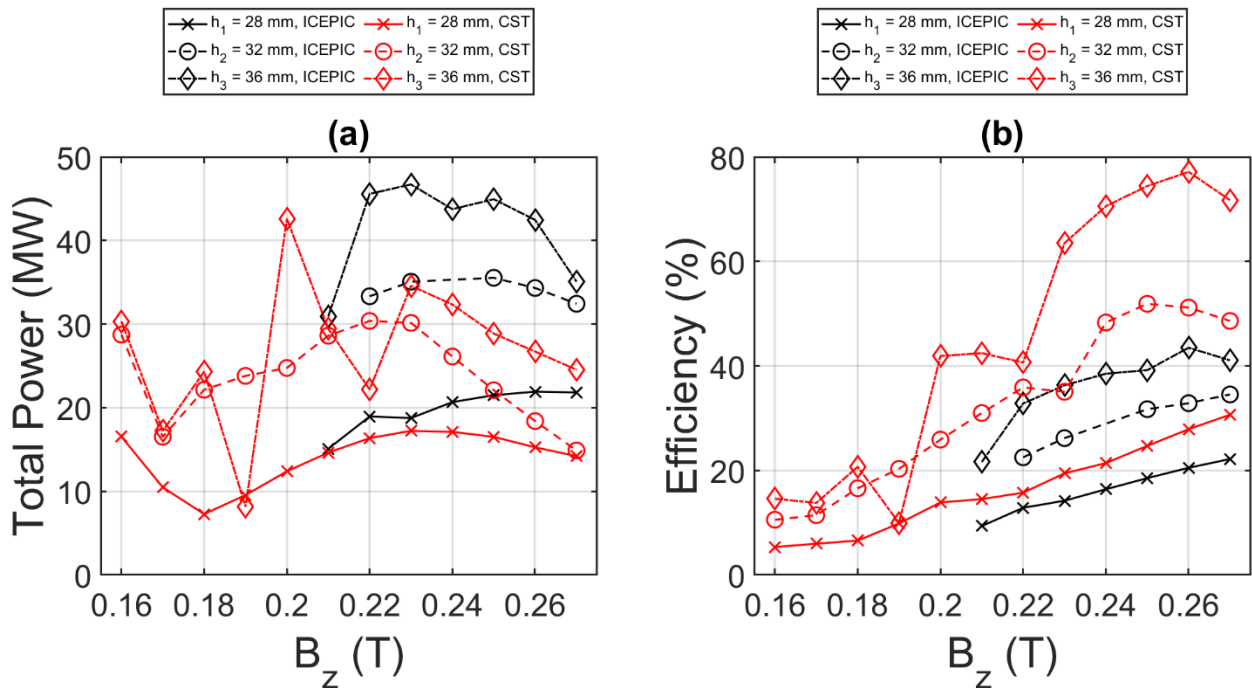 h1 = 28 mm, ICEPIC h1 = 28 mm, CST
h2 = 32 mm, ICEPIC h2 = 32 mm, CST
h3 = 36 mm, ICEPIC h3 = 36 mm, CST
(a)
50
40
30
20
10
0
Total Power (MW)
0.16 0.18 0.2 0.22 0.24 0.26
Bz (T)
h1 = 28 mm, ICEPIC h1 = 28 mm, CST
h2 = 32 mm, ICEPIC h2 = 32 mm, CST
h3 = 36 mm, ICEPIC h3 = 36 mm, CST
(b)
80
60
40
20
0
Efficiency (%)
0.16 0.18 0.2 0.22 0.24 0.26
Bz (T)